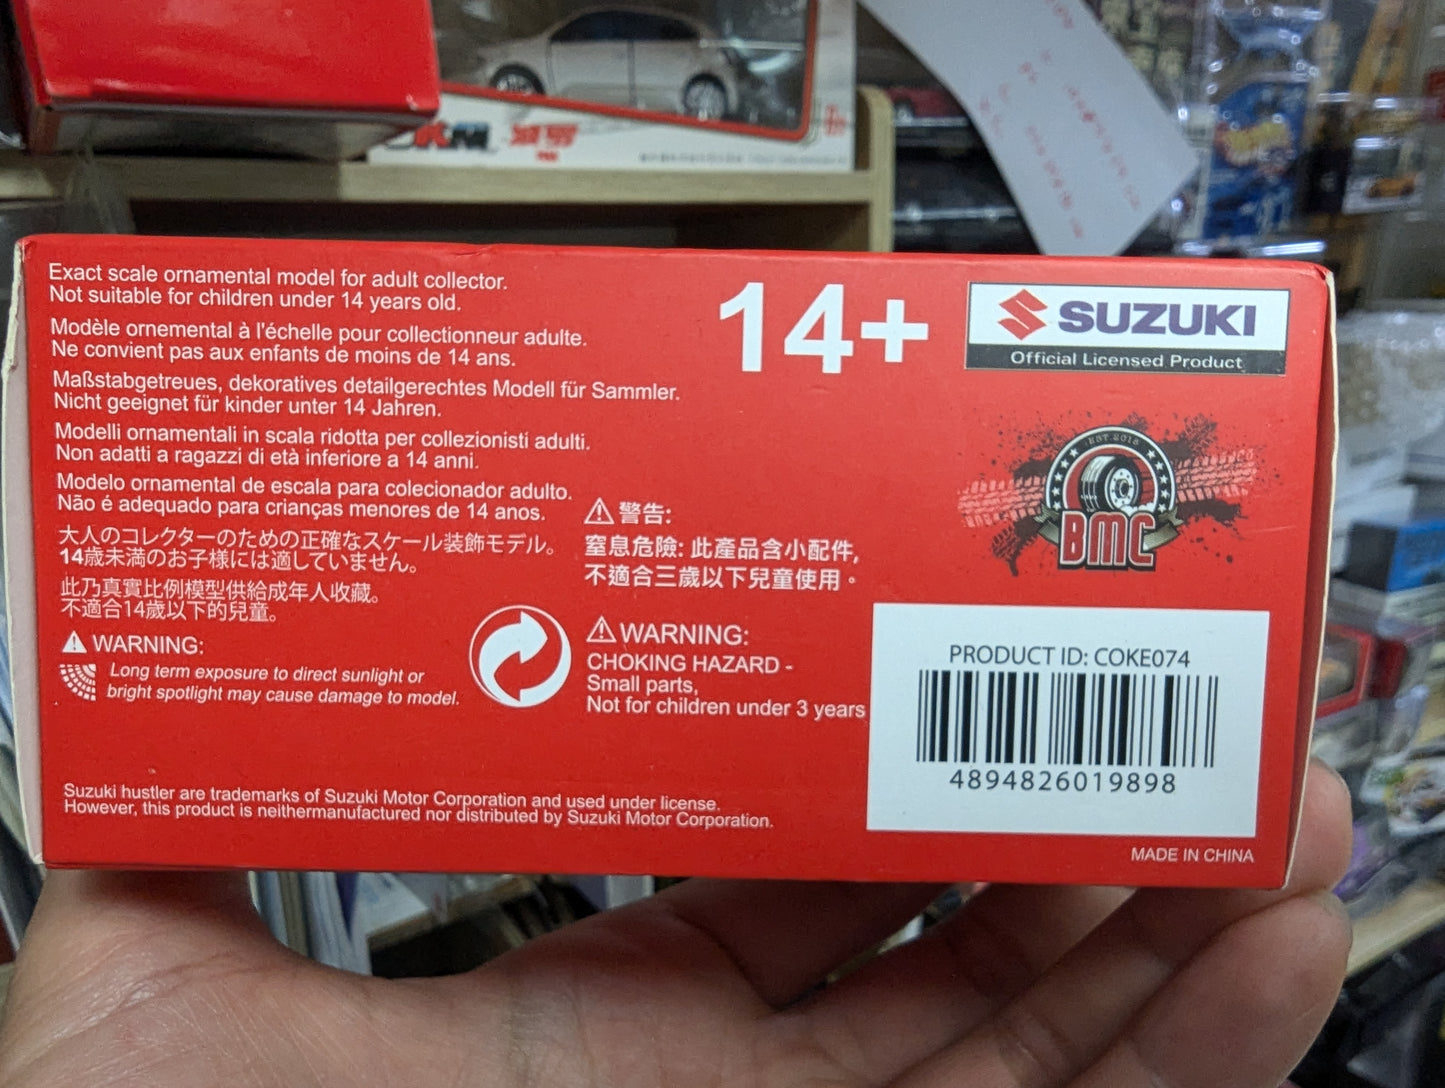 Exact scale ornamental model for adult collector.
Not suitable for children under 14 years old.
Modèle ornemental à l'échelle pour collectionneur adulte.
Ne convient pas aux enfants de moins de 14 ans.
Maßstabgetreues, dekoratives detailgerechtes Modell für Sammler.
Nicht geeignet für kinder unter 14 Jahren.
Modelli ornamentali in scala ridotta per collezionisti adulti.
Non adatti a ragazzi di età inferiore a 14 anni.
Modelo ornamental de escala para colecionador adulto.
Não é adequado para crianças menores de 14 anos.
大人のコレクターのための正確なスケール装飾モデル。
14歳未満のお子様には適していません。
此乃真實比例模型供給成年人收藏。
不適合14歲以下的兒童。
WARNING:
Long term exposure to direct sunlight or
bright spotlight may cause damage to model.
警告:
窒息危險: 此產品含小配件,
不適合三歲以下兒童使用。
WARNING:
CHOKING HAZARD -
Small parts,
Not for children under 3 years
14+
SUZUKI
Official Licensed Product
EST.2015
BMC
PRODUCT ID: COKE074
4894826019898
Suzuki hustler are trademarks of Suzuki Motor Corporation and used under license.
However, this product is neithermanufactured nor distributed by Suzuki Motor Corporation.
MADE IN CHINA